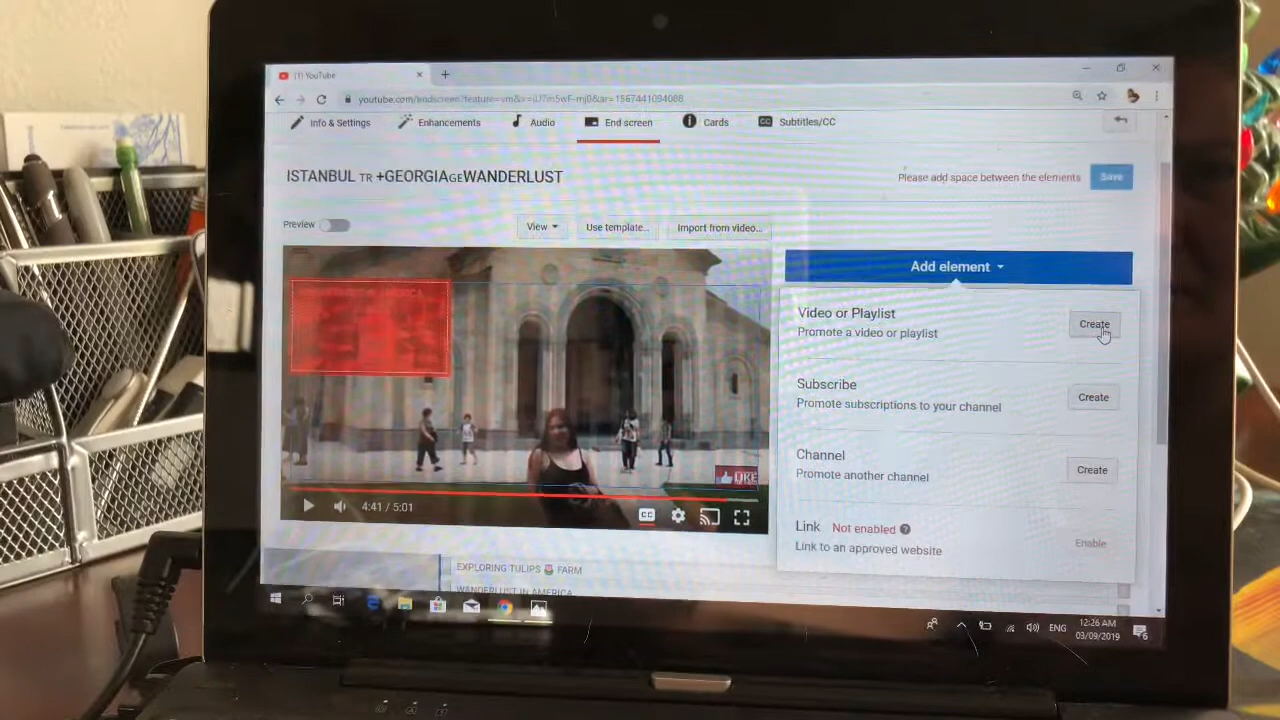 (1) YouTube
youtube.com/endscreen?feature=vm&v=jU7m5wF-mj0&ar=1567441094088
Info & Settings
Enhancements
Audio
End screen
Cards
CC
Subtitles/CC
ISTANBUL TR +GEORGIAGEWANDERLUST
Please add space between the elements
Save
Preview
View
Use template...
Import from video...
Add element
Video or Playlist
Promote a video or playlist
Create
Subscribe
Promote subscriptions to your channel
Create
Channel
Promote another channel
Create
Link Not enabled
Link to an approved website
Enable
LIKE
4:41 / 5:01
CC
EXPLORING TULIPS FARM
WANDERLUST IN AMERICA
ENG
12:26 AM
03/09/2019
6